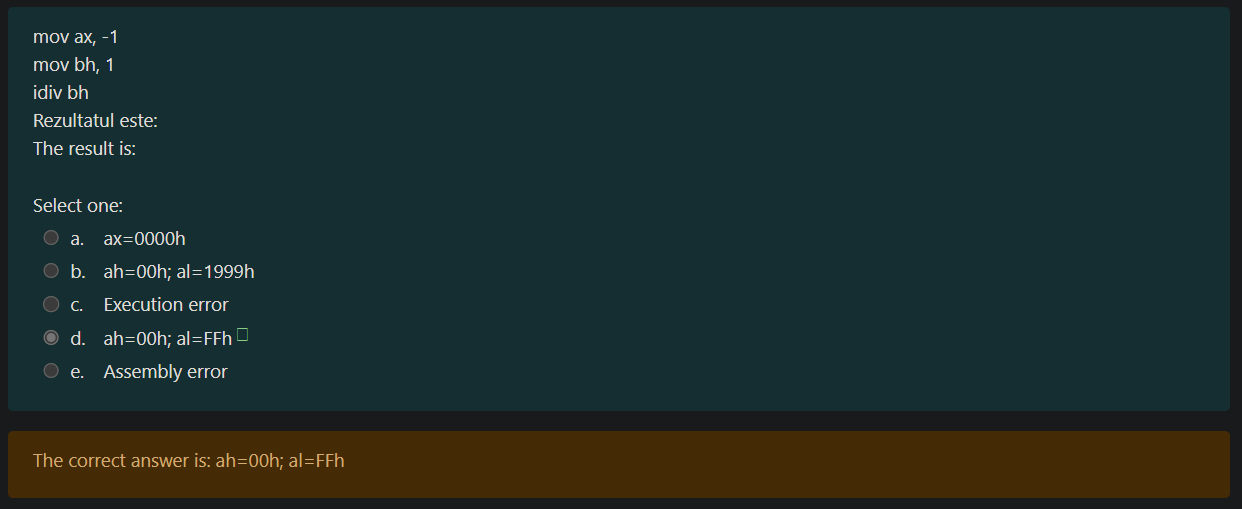 mov ax, -1
mov bh, 1
idiv bh
Rezultatul este:
The result is:
Select one:
a. ax=0000h
b. ah=00h; al=1999h
c. Execution error
d. ah=00h; al=FFh
e. Assembly error
The correct answer is: ah=00h; al=FFh